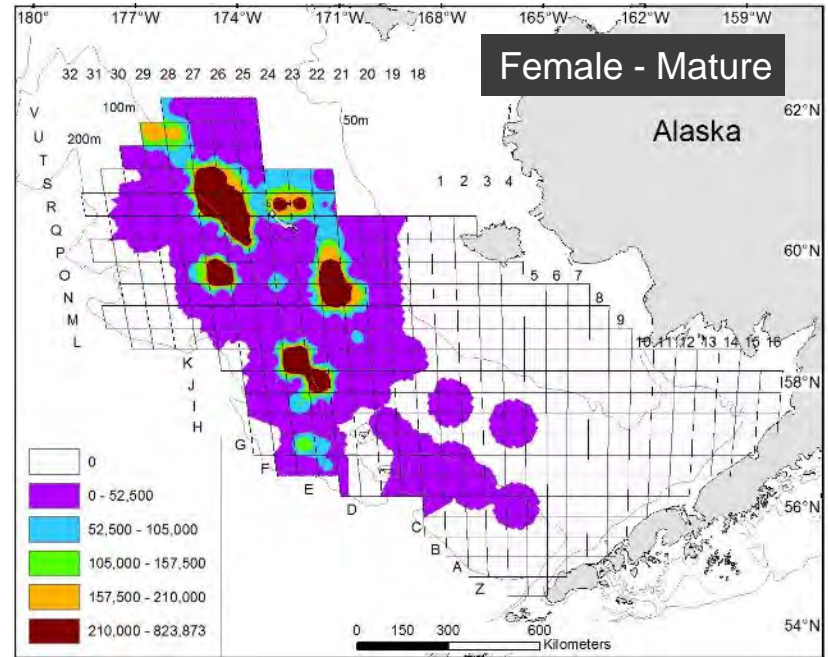 180° 177°W 174°W 171°W 168°W 165°W 162°W 159°W
Female - Mature
32 31 30 29 28 27 26 25 24 23 22 21 20 19 18
100m
50m
200m
62°N
Alaska
V
U
T
S
R
Q
P
O
N
M
L
1 2 3 4
60°N
5 6 7
8
9
10 11 12 13 14 15 16
K
J
I
H
58°N
G
F
E
D
C
B
A
Z
56°N
54°N
0
0 - 52,500
52,500 - 105,000
105,000 - 157,500
157,500 - 210,000
210,000 - 823,873
0 150 300 600
Kilometers